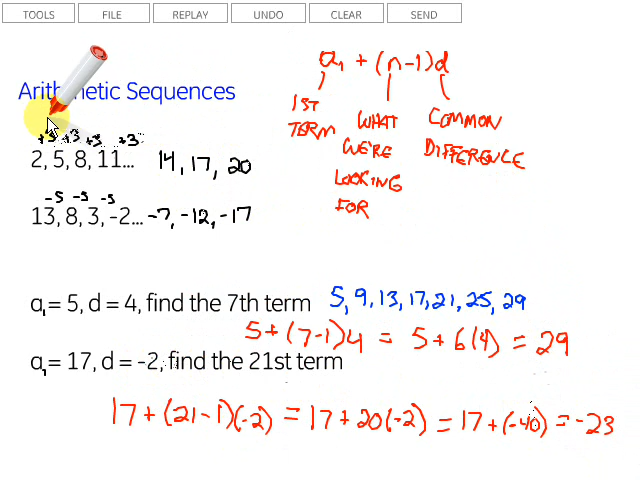 TOOLS FILE REPLAY UNDO CLEAR SEND
a₁ + (n-1)d
Arithmetic Sequences
1ST TERM
WHAT WE'RE LOOKING FOR
COMMON DIFFERENCE
+3 +3 +3 +3
2, 5, 8, 11... 14, 17, 20
-5 -5 -5
13, 8, 3, -2... -7, -12, -17
a₁ = 5, d = 4, find the 7th term 5, 9, 13, 17, 21, 25, 29
5+(7-1)4 = 5+6(4) = 29
a₁ = 17, d = -2, find the 21st term
17+(21-1)(-2) = 17+20(-2) = 17+(-40) = -23